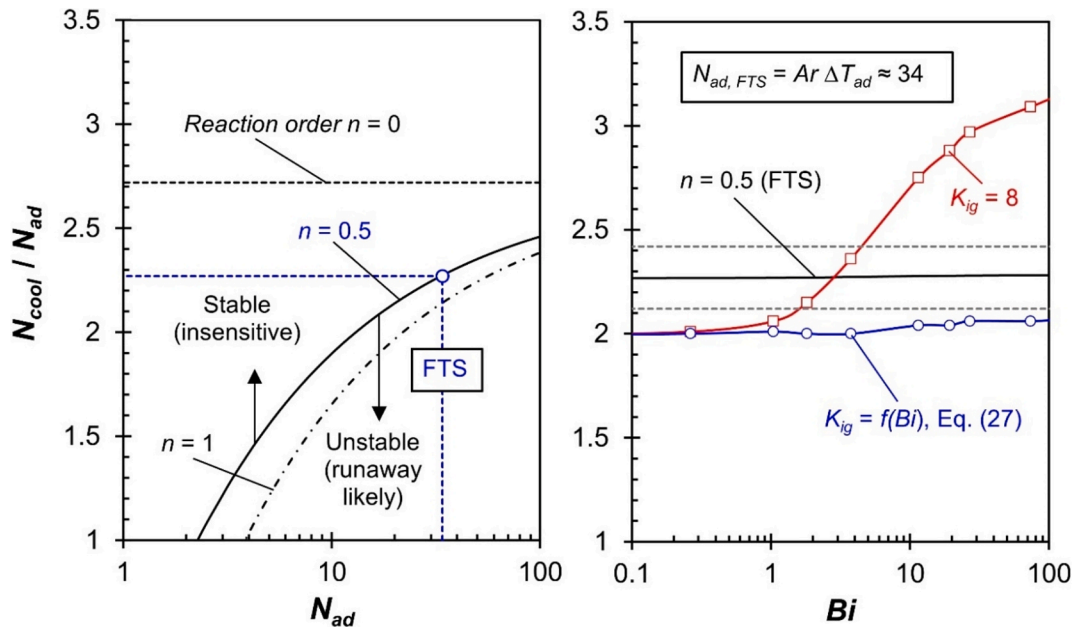 3.5
3
2.5
2
1.5
1
N_cool / N_ad
Reaction order n = 0
n = 0.5
Stable
(insensitive)
FTS
n = 1
Unstable
(runaway
likely)
1
10
100
N_ad
3.5
3
2.5
2
1.5
1
N_ad, FTS = Ar ΔT_ad ≈ 34
n = 0.5 (FTS)
K_ig = 8
K_ig = f(Bi), Eq. (27)
0.1
1
10
100
Bi